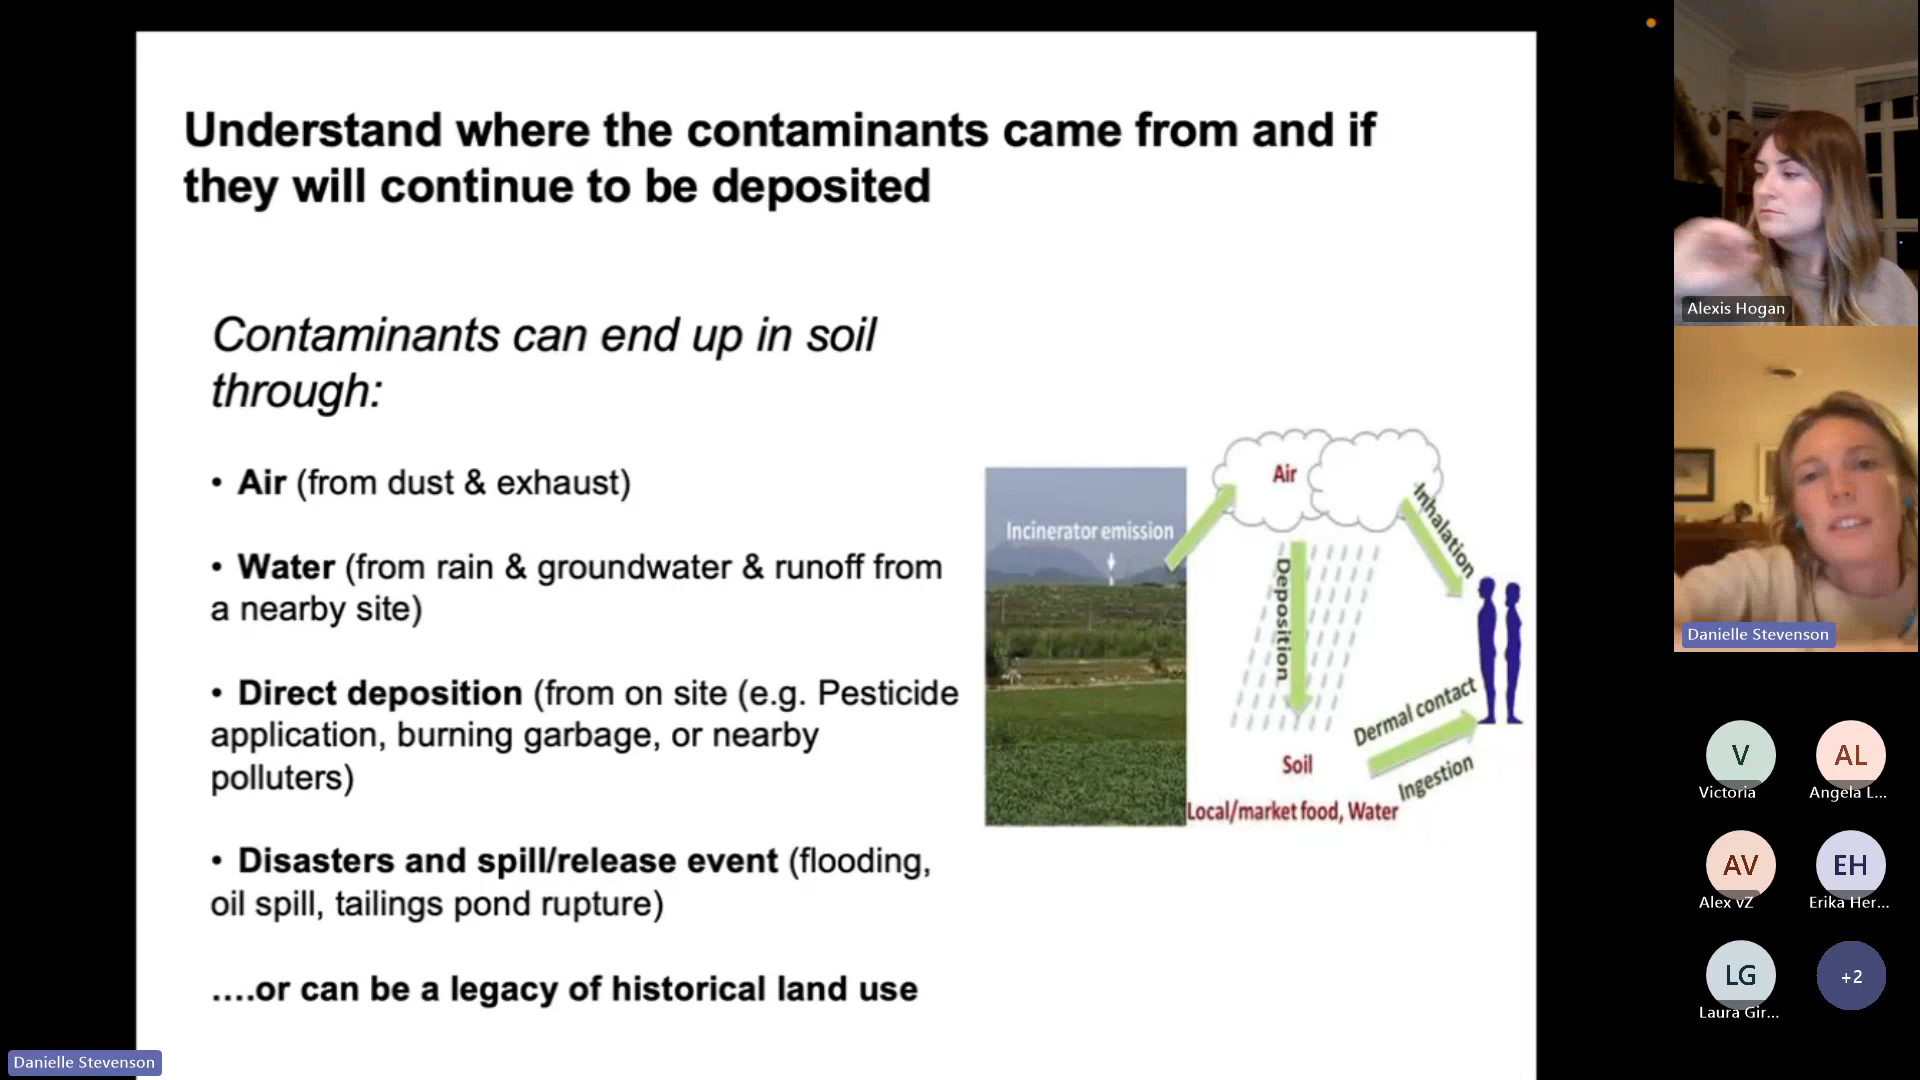 Understand where the contaminants came from and if
they will continue to be deposited
Contaminants can end up in soil
through:
• Air (from dust & exhaust)
• Water (from rain & groundwater & runoff from
a nearby site)
• Direct deposition (from on site (e.g. Pesticide
application, burning garbage, or nearby
polluters)
• Disasters and spill/release event (flooding,
oil spill, tailings pond rupture)
....or can be a legacy of historical land use
Incinerator emission
Air
Inhalation
Deposition
Dermal contact
Ingestion
Soil
Local/market food, Water
Alexis Hogan
Danielle Stevenson
V
Victoria
AL
Angela L...
AV
Alex vZ
EH
Erika Her...
LG
Laura Gir...
+2
Danielle Stevenson